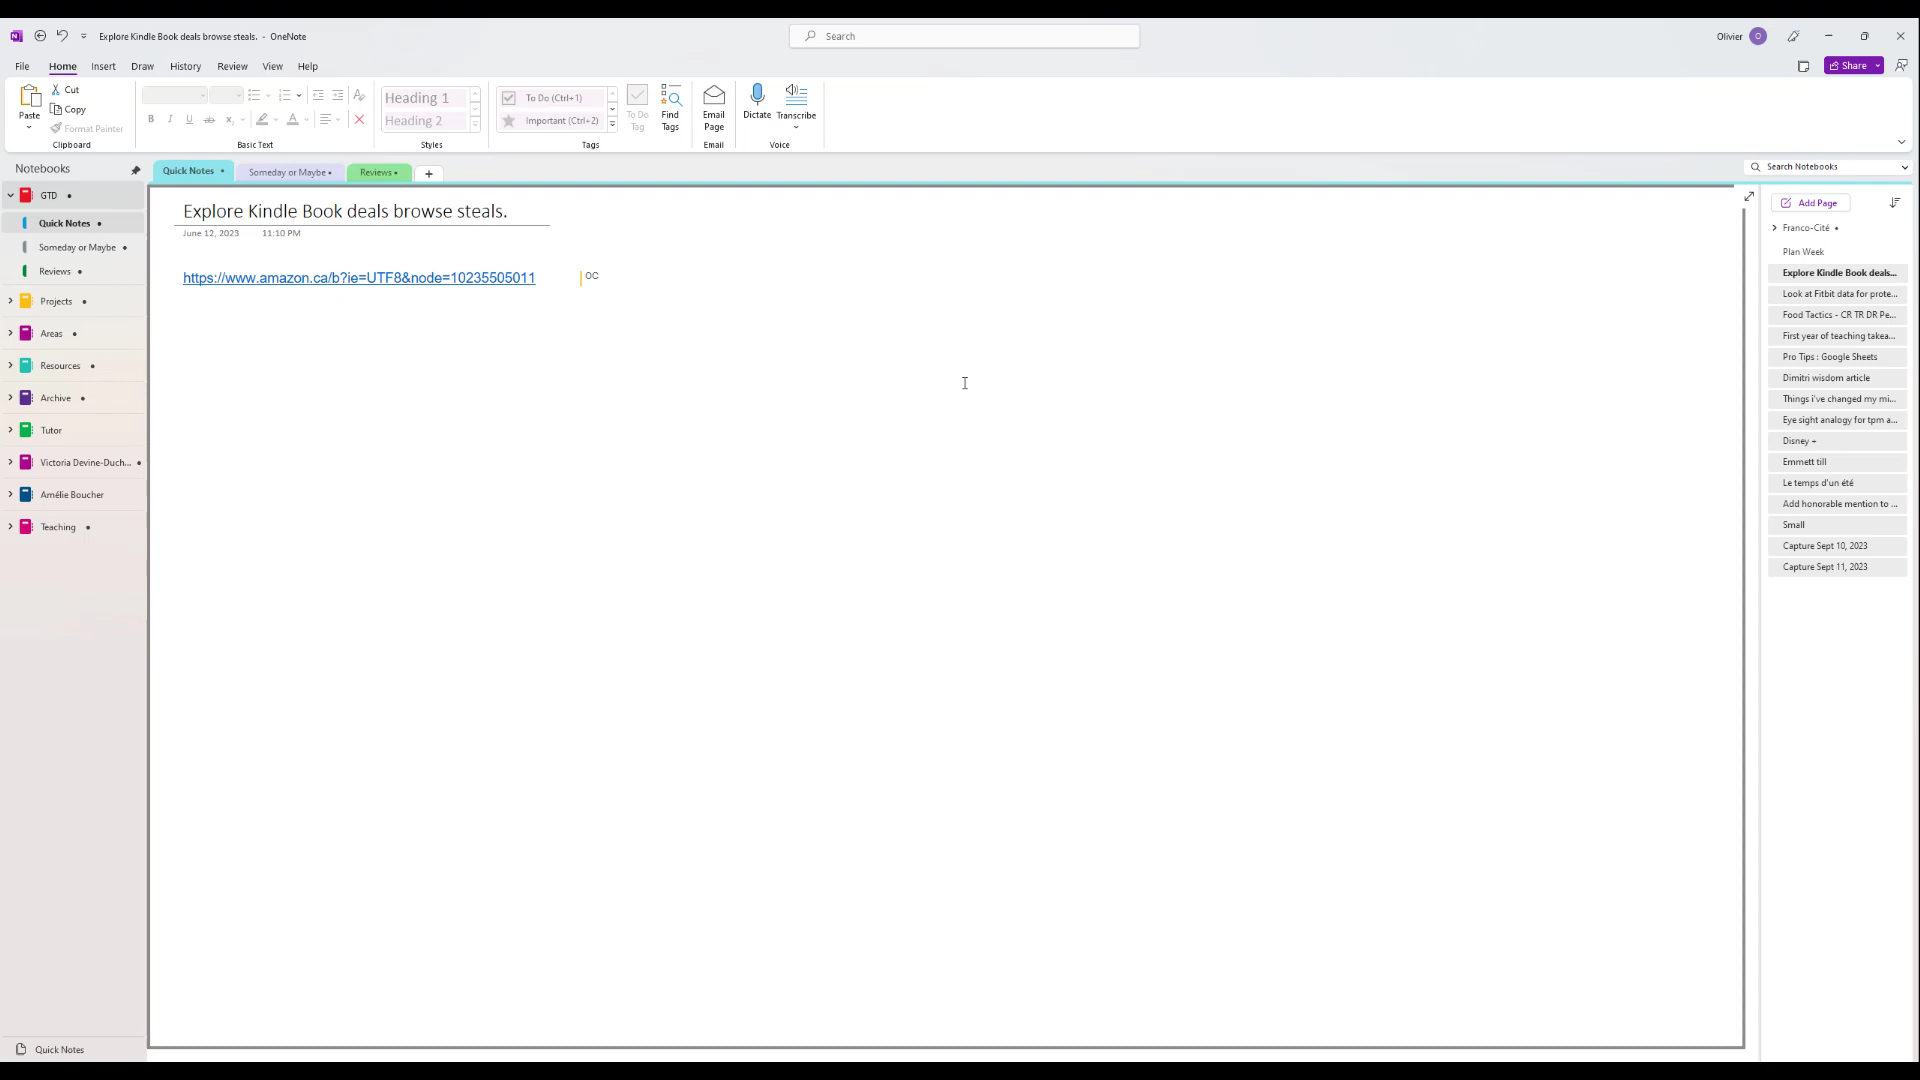 Explore Kindle Book deals browse steals. - OneNote
Search
Olivier O
File Home Insert Draw History Review View Help
Share
Paste
Cut
Copy
Format Painter
Clipboard
B I U ab x
A
Basic Text
Heading 1
Heading 2
Styles
To Do (Ctrl+1)
Important (Ctrl+2)
To Do Tag
Find Tags
Tags
Email Page
Email
Dictate
Transcribe
Voice
Notebooks
Quick Notes
Someday or Maybe
Reviews
+
Search Notebooks
GTD
Quick Notes
Someday or Maybe
Reviews
Projects
Areas
Resources
Archive
Tutor
Victoria Devine-Duch...
Amélie Boucher
Teaching
Quick Notes
Explore Kindle Book deals browse steals.
June 12, 2023 11:10 PM
https://www.amazon.ca/b?ie=UTF8&node=10235505011
OC
Add Page
Franco-Cité
Plan Week
Explore Kindle Book deals...
Look at Fitbit data for prote...
Food Tactics - CR TR DR Pe...
First year of teaching takea...
Pro Tips : Google Sheets
Dimitri wisdom article
Things i've changed my mi...
Eye sight analogy for tpm a...
Disney +
Emmett till
Le temps d'un été
Add honorable mention to ...
Small
Capture Sept 10, 2023
Capture Sept 11, 2023